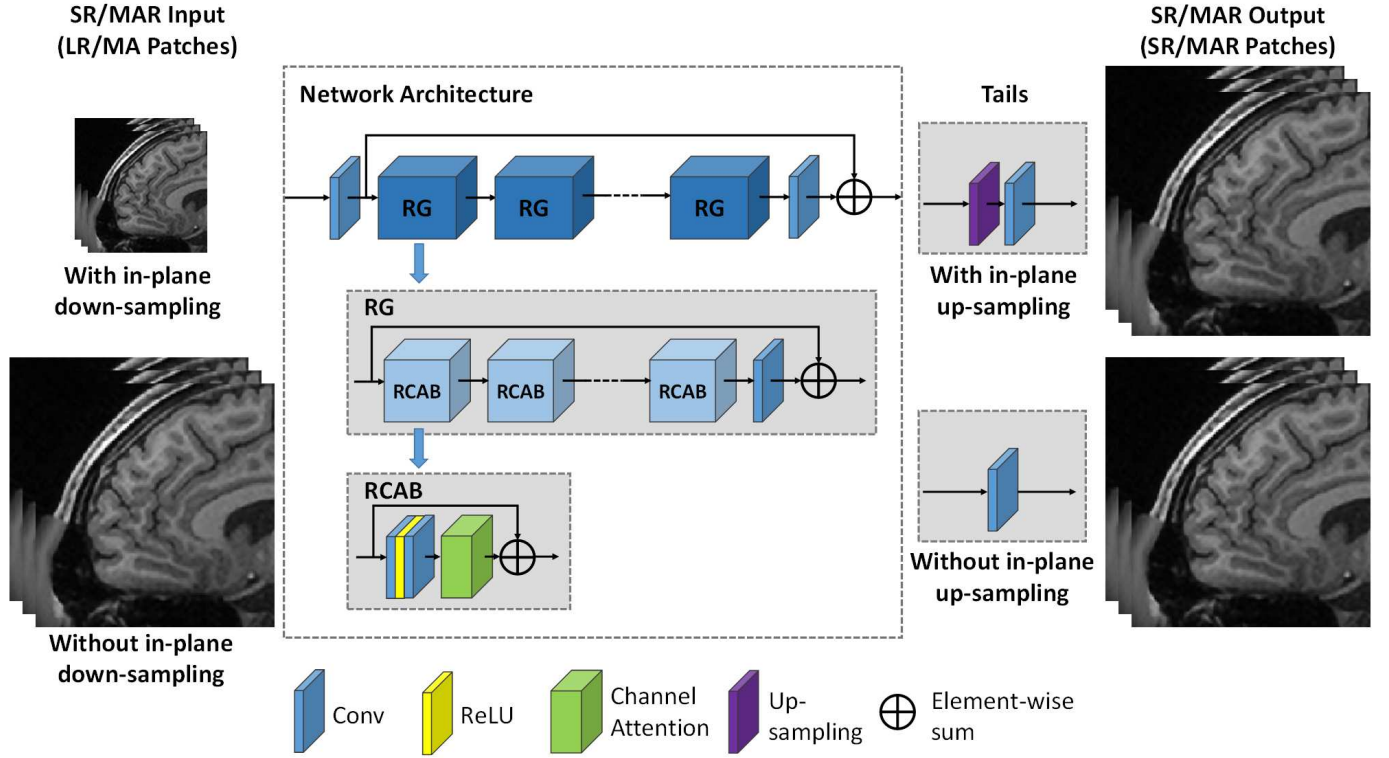 SR/MAR Input
(LR/MA Patches)
With in-plane
down-sampling
Without in-plane
down-sampling
Network Architecture
RG
RG
RG
RG
RCAB
RCAB
RCAB
RCAB
Tails
With in-plane
up-sampling
Without in-plane
up-sampling
SR/MAR Output
(SR/MAR Patches)
Conv
ReLU
Channel
Attention
Up-
sampling
Element-wise
sum